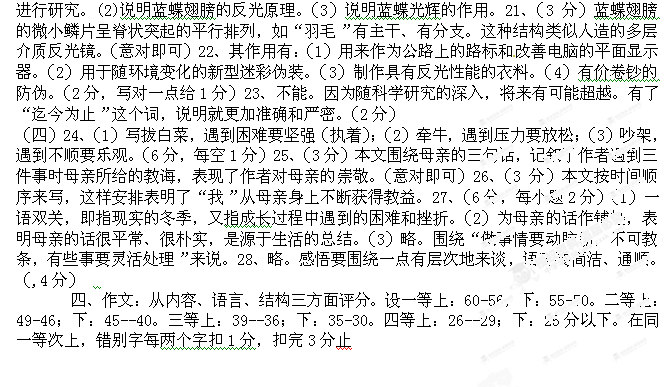 进行研究。(2)说明蓝蝶翅膀的反光原理。(3)说明蓝蝶光辉的作用。21、(3 分)蓝蝶翅膀
的微小鳞片呈脊状突起的平行排列，如“羽毛 ”有主干、有分支。这种结构类似人造的多层
介质反光镜。(意对即可) 22、其作用有：(1)用来作为公路上的路标和改善电脑的平面显示
器。(2)用于随环境变化的新型迷彩伪装。(3)制作具有反光性能的衣料。(4)有价卷钞的
防伪。(2分，写对一点给1分) 23、不能。因为随科学研究的深入，将来有可能超越。有了
“迄今为止 ”这个词，说明就更加准确和严密。(2分)
(四) 24、(1)写拔白菜，遇到困难要坚强(执着)；(2)牵牛，遇到压力要放松；(3)吵架，
遇到不顺要乐观。(6分，每空1分) 25、(3分)本文围绕母亲的三句话，记叙了作者遇到三
件事时母亲所给的教诲，表现了作者对母亲的崇敬。(意对即可) 26、(3分)本文按时间顺
序来写，这样安排表明了“我”从母亲身上不断获得教益。27、(6分，每小题2分)(1)一
语双关，即指现实的冬季，又指成长过程中遇到的困难和挫折。(2)为母亲的话作铺垫，表
明母亲的话很平常、很朴实，是源于生活的总结。(3)略。围绕“做事情要动脑筋，不可教
条，有些事要灵活处理”来说。28、略。感悟要围绕一点有层次地来谈，语言简洁、通顺。
(,4分)
四、作文：从内容、语言、结构三方面评分。设一等上：60-56，下：55-50。二等上：
49-46；下：45--40。三等上：39--36；下：35-30。四等上：26--29；下：25分以下。在同
一等次上，错别字每两个字扣1分，扣完3分止